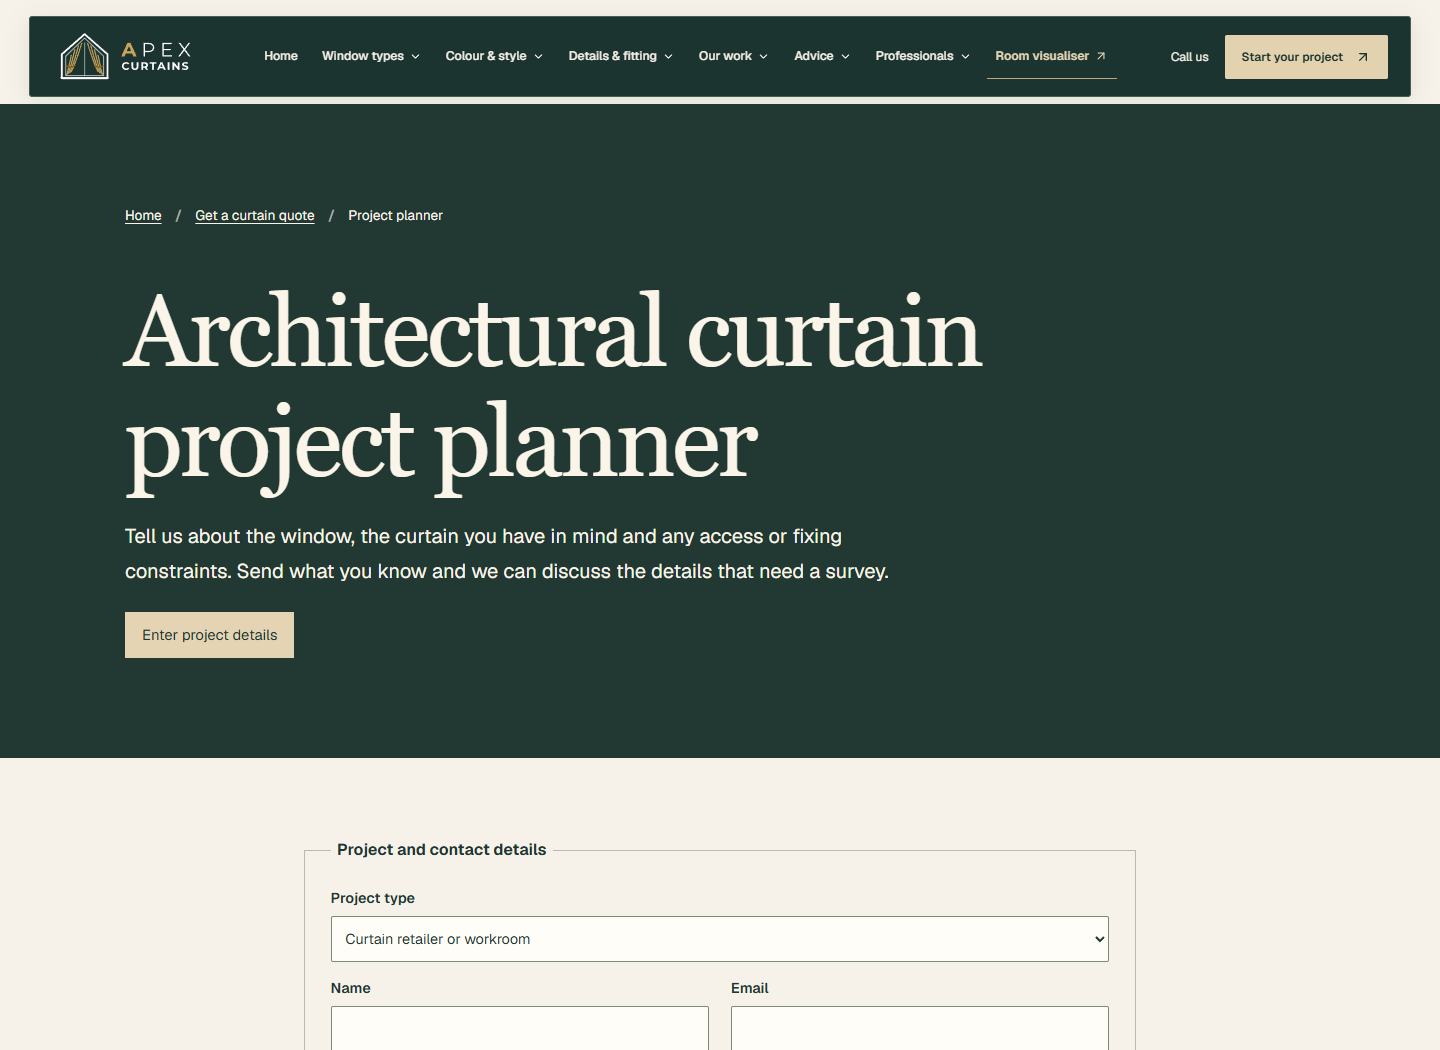 APEX
CURTAINS
Home
Window types
Colour & style
Details & fitting
Our work
Advice
Professionals
Room visualiser
Call us
Start your project
Home / Get a curtain quote / Project planner
Architectural curtain
project planner
Tell us about the window, the curtain you have in mind and any access or fixing
constraints. Send what you know and we can discuss the details that need a survey.
Enter project details
Project and contact details
Project type
Curtain retailer or workroom
Name
Email